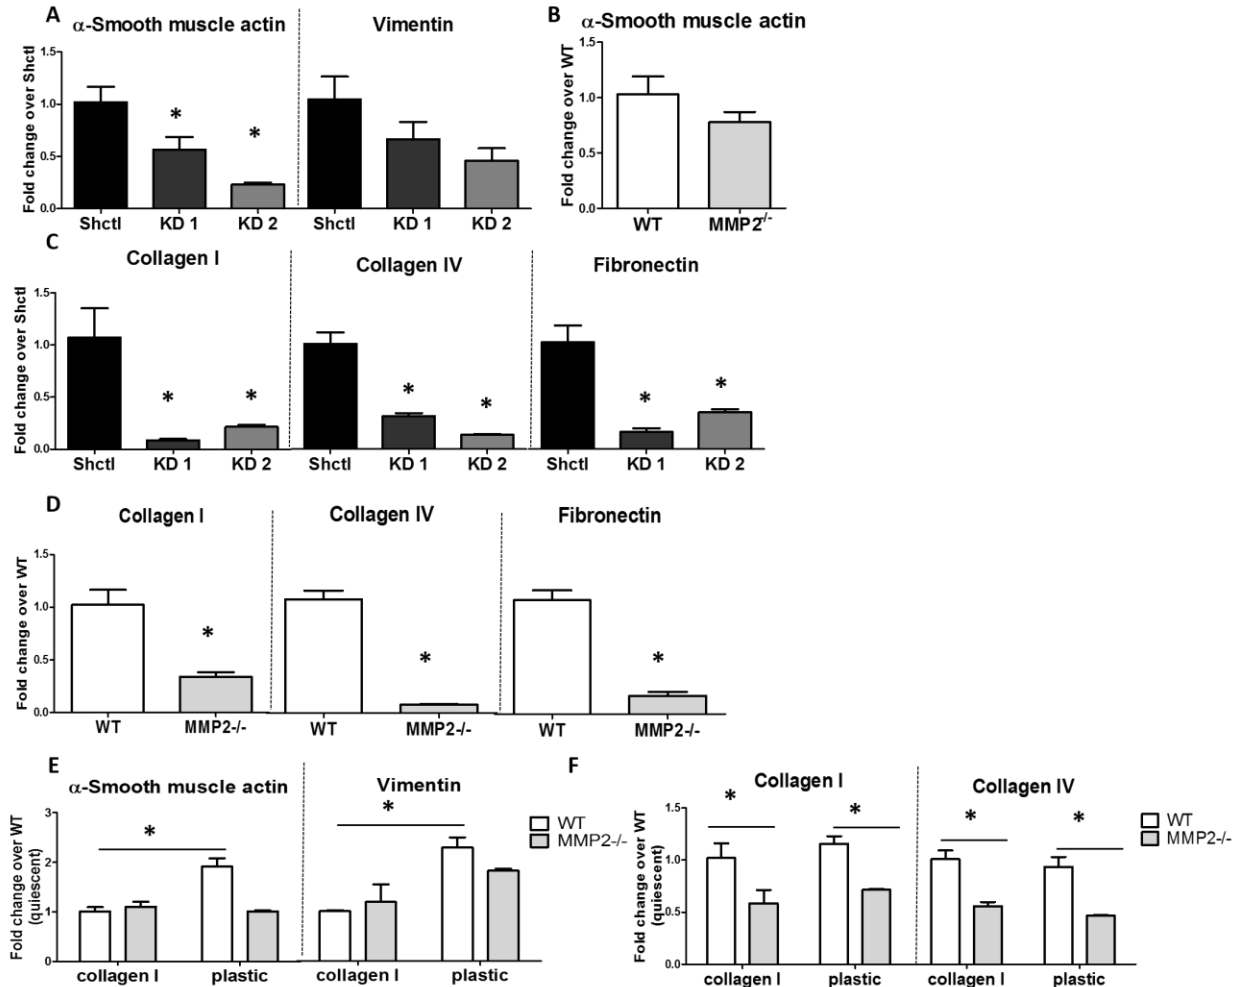 A
α-Smooth muscle actin
Vimentin
Fold change over Shctl
1.5
1.0
0.5
0.0
*
*
Shctl KD 1 KD 2 Shctl KD 1 KD 2
B
α-Smooth muscle actin
Fold change over WT
1.5
1.0
0.5
0.0
WT MMP2-/-
C
Collagen I
Collagen IV
Fibronectin
Fold change over Shctl
1.5
1.0
0.5
0.0
*
*
*
*
*
*
Shctl KD 1 KD 2 Shctl KD 1 KD 2 Shctl KD 1 KD 2
D
Collagen I
Collagen IV
Fibronectin
Fold change over WT
1.5
1.0
0.5
0.0
*
*
*
WT MMP2-/- WT MMP2-/- WT MMP2-/-
E
α-Smooth muscle actin
Vimentin
Fold change over WT
(quiescent)
3
2
1
0
*
*
collagen I plastic collagen I plastic
WT
MMP2-/-
F
Collagen I
Collagen IV
Fold change over WT
(quiescent)
1.5
1.0
0.5
0.0
*
*
*
*
collagen I plastic collagen I plastic
WT
MMP2-/-